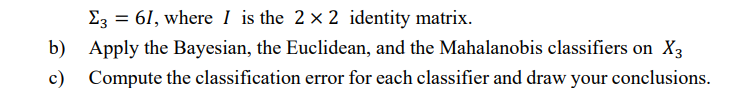 Σ₃ = 6I, where I is the 2 × 2 identity matrix.
b) Apply the Bayesian, the Euclidean, and the Mahalanobis classifiers on X₃
c) Compute the classification error for each classifier and draw your conclusions.